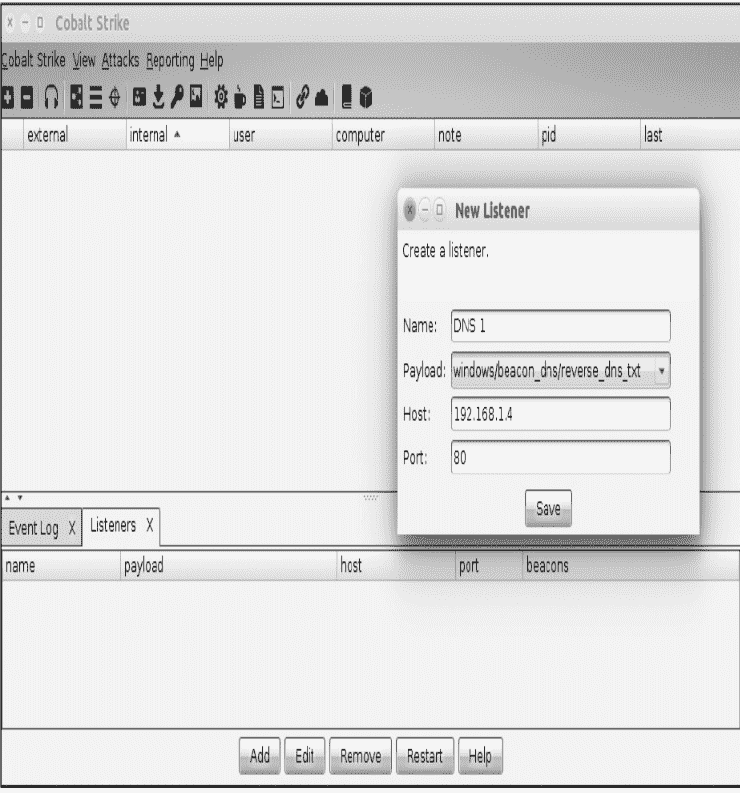 Cobalt Strike
Cobalt Strike View Attacks Reporting Help
external internal user computer note pid last
New Listener
Create a listener.
Name: DNS 1
Payload: windows/beacon_dns/reverse_dns_txt
Host: 192.168.1.4
Port: 80
Save
Event Log X Listeners X
name payload host port beacons
Add Edit Remove Restart Help